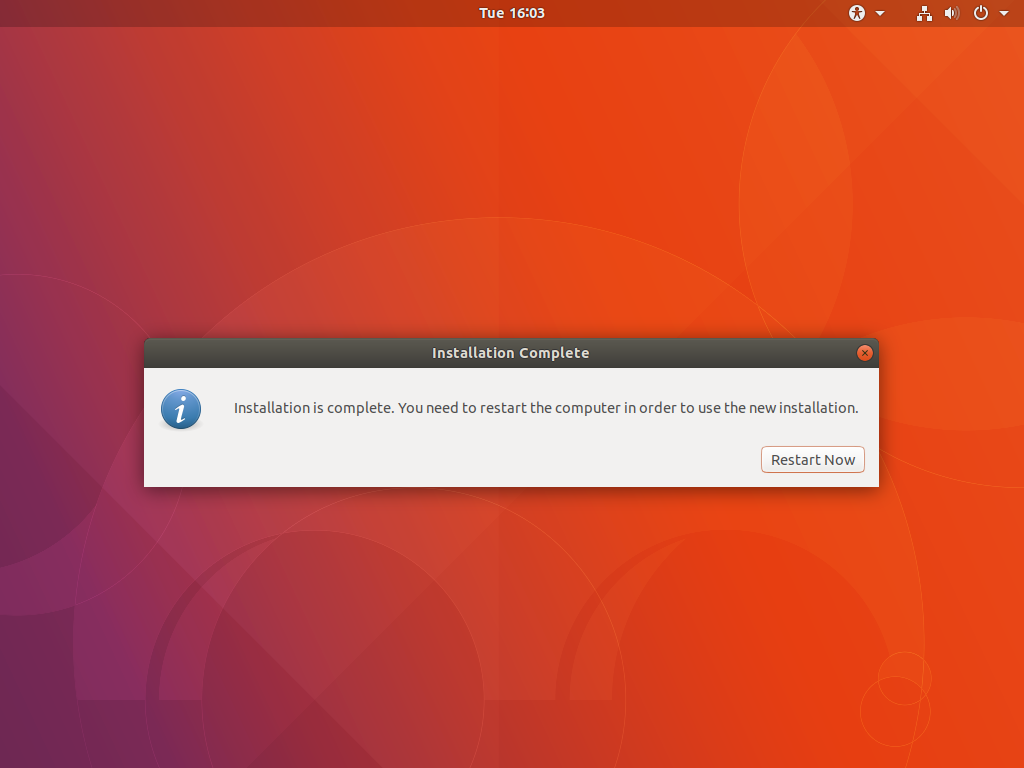 Tue 16:03
Installation Complete
Installation is complete. You need to restart the computer in order to use the new installation.
Restart Now